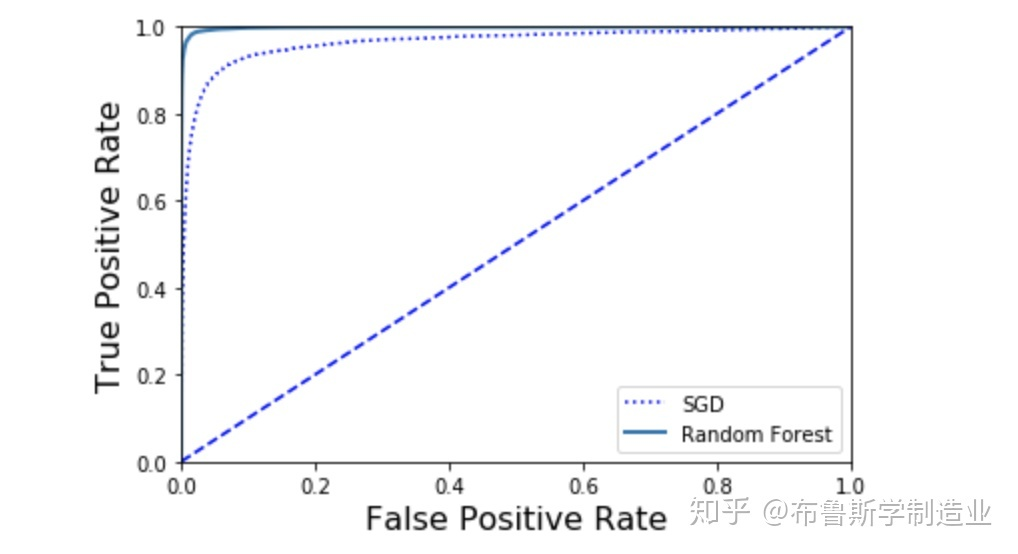 1.0
0.8
0.6
0.4
0.2
0.0
True Positive Rate
SGD
Random Forest
0.0 0.2 0.4 0.6 0.8 1.0
False Positive Rate
知乎 @布鲁斯学制造业